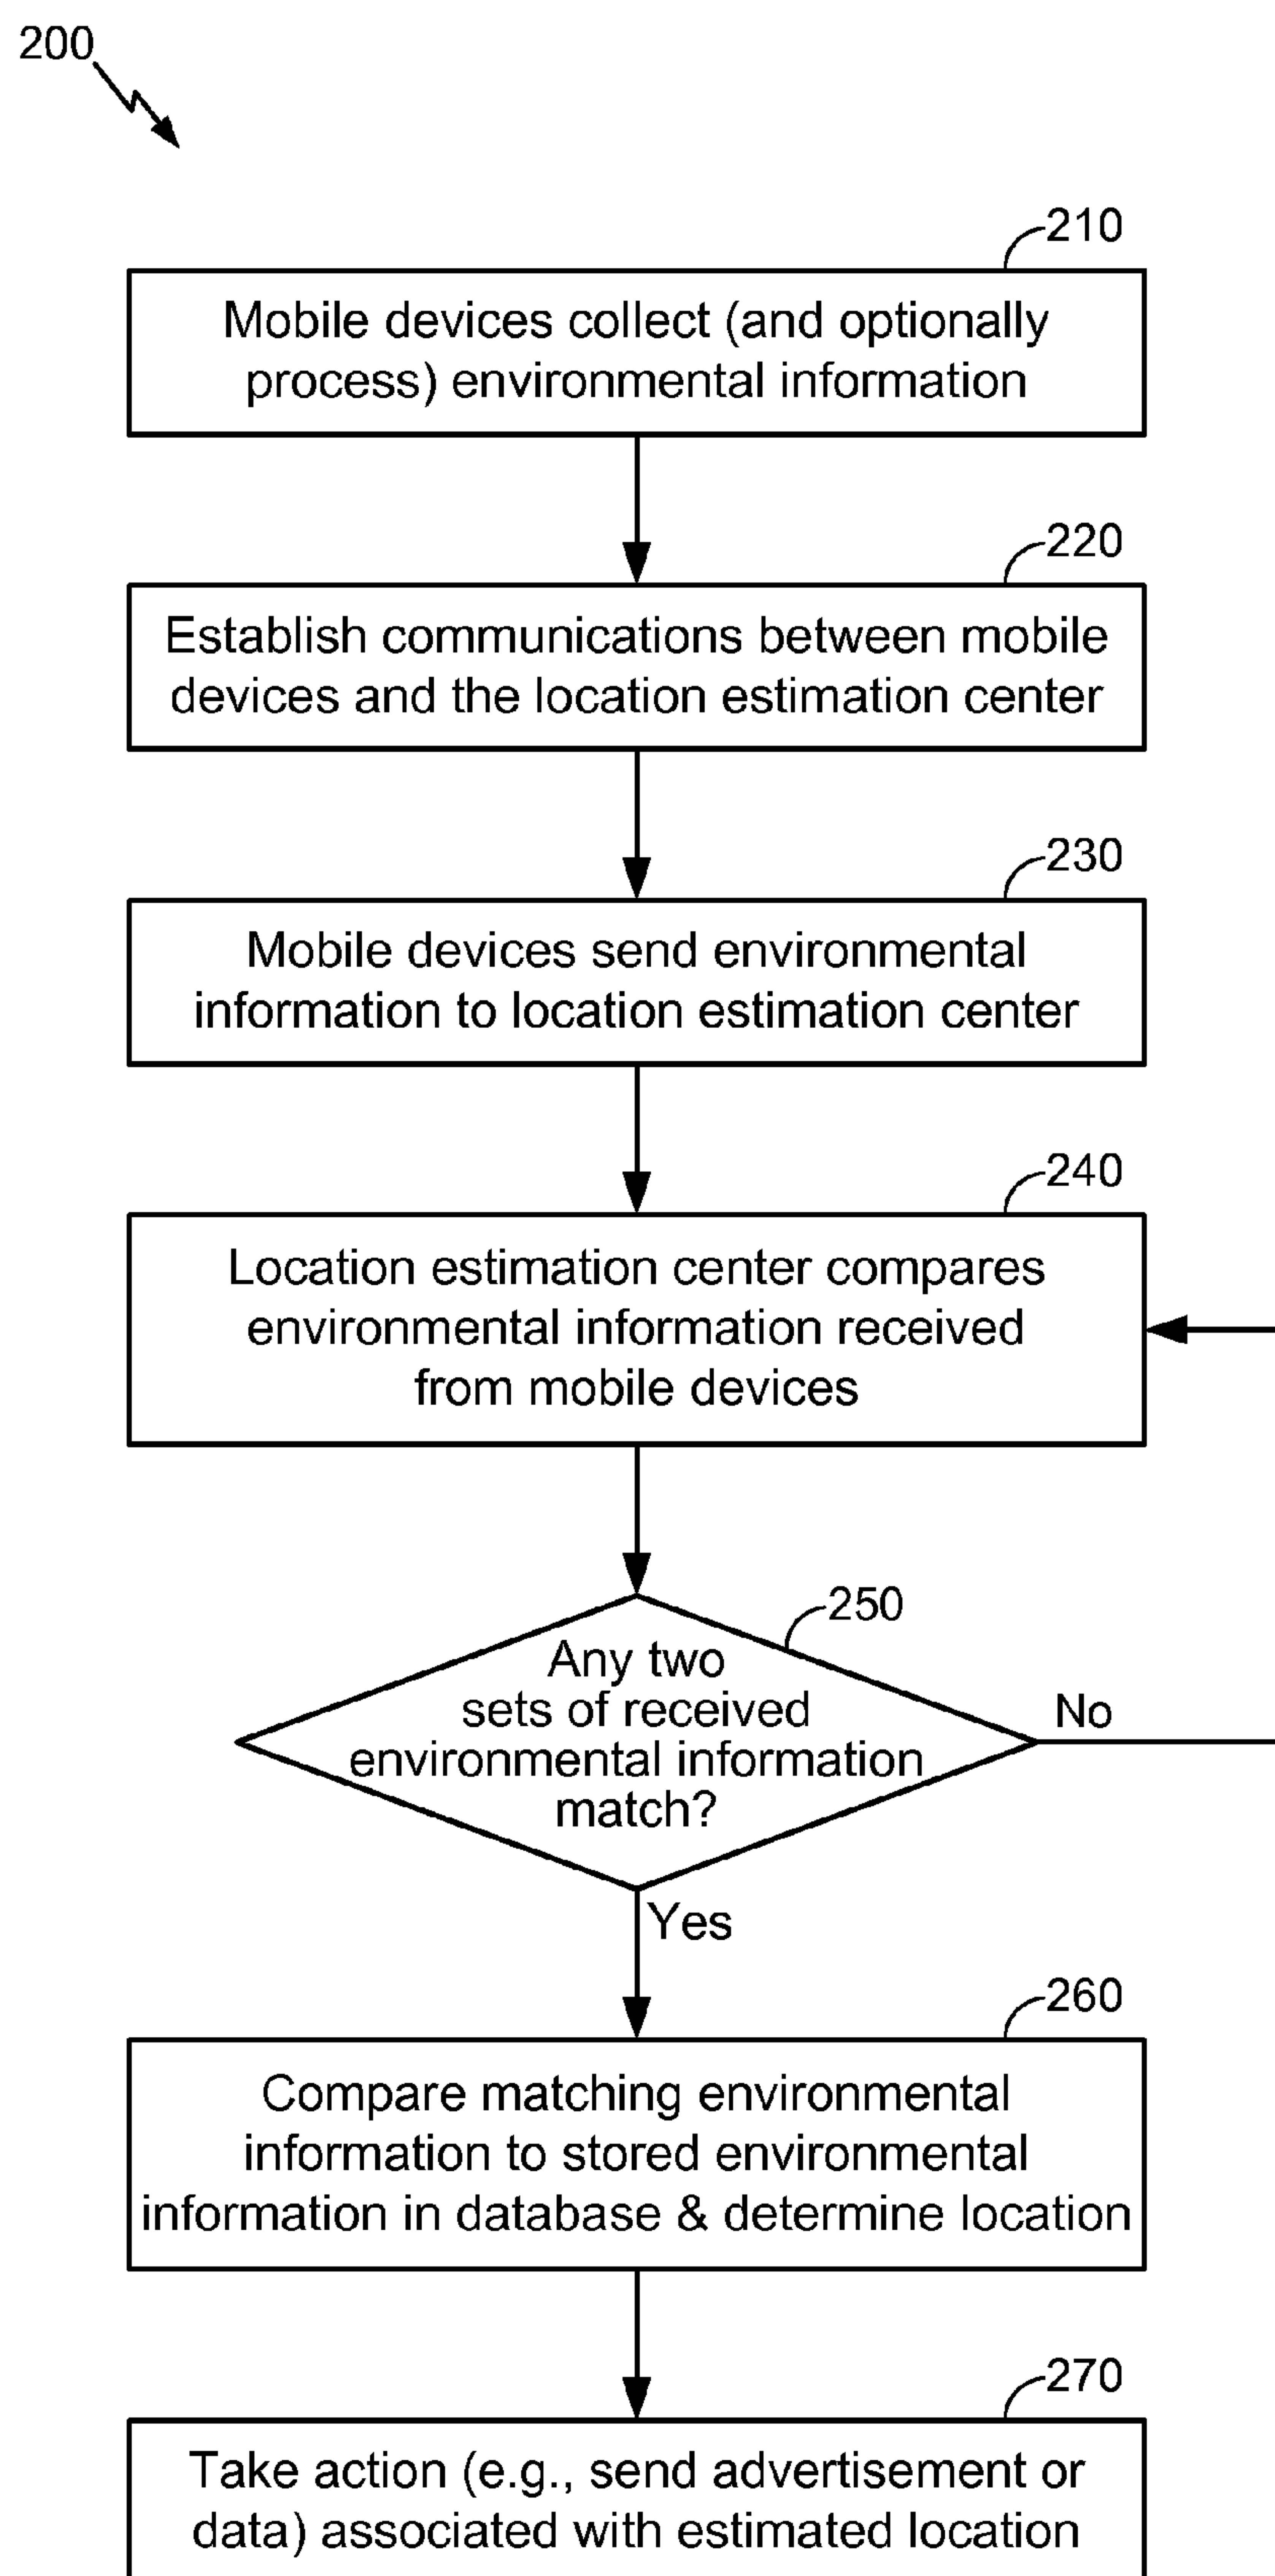 200
210
Mobile devices collect (and optionally
process) environmental information
220
Establish communications between mobile
devices and the location estimation center
230
Mobile devices send environmental
information to location estimation center
240
Location estimation center compares
environmental information received
from mobile devices
250
Any two
sets of received
environmental information
match?
No
Yes
260
Compare matching environmental
information to stored environmental
information in database & determine location
270
Take action (e.g., send advertisement or
data) associated with estimated location